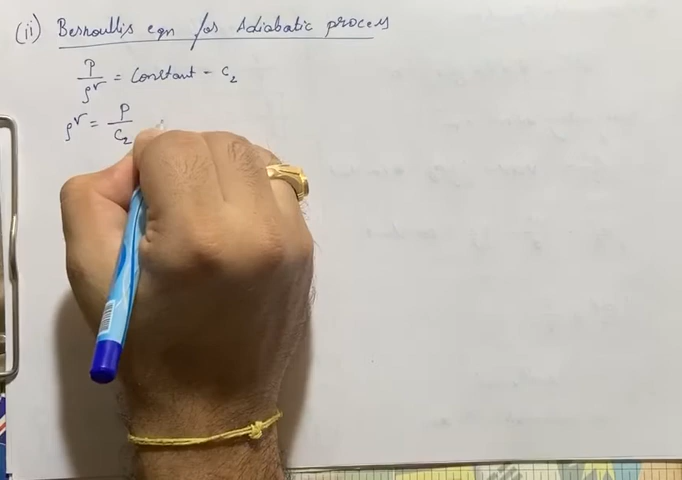 (ii) Bernoulli's eqn for Adiabatic process
P/ρ^γ = Constant = C₂
ρ^γ = P/C₂